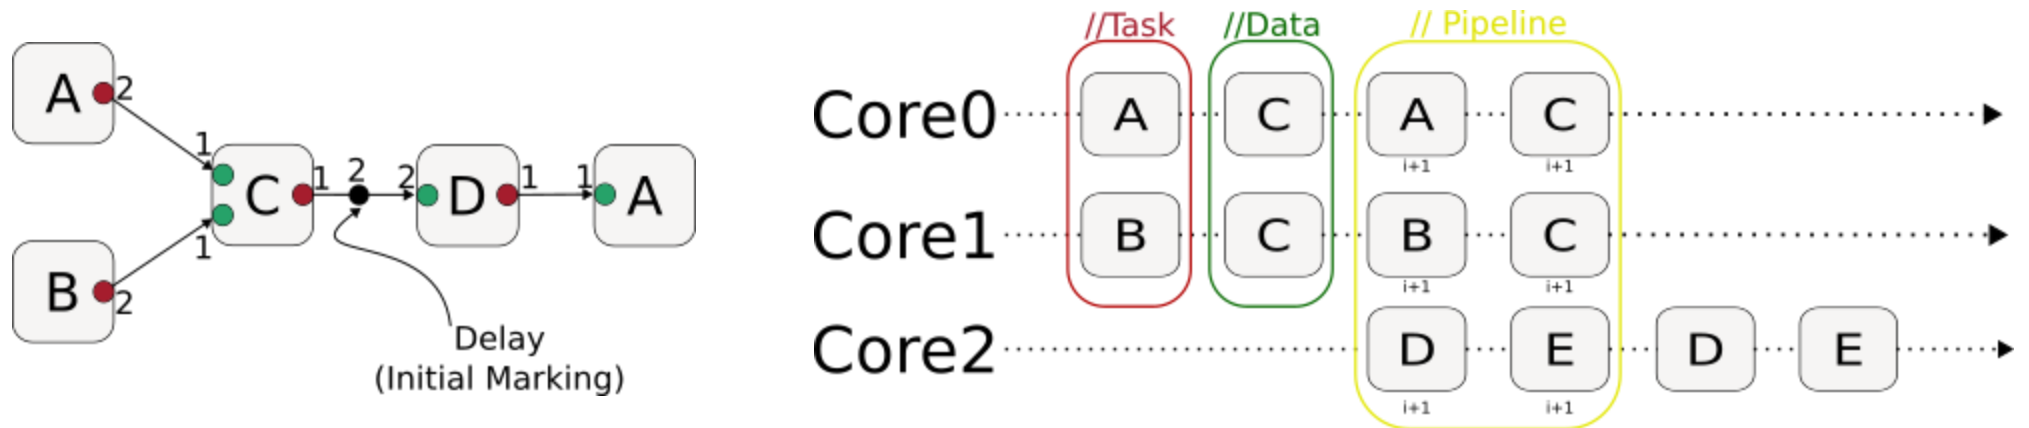 A 2
B 2
1
1
C 1 2 2 D 1 1 A
Delay
(Initial Marking)
//Task //Data // Pipeline
Core0 A C A C
i+1 i+1
Core1 B C B C
i+1 i+1
Core2 D E D E
i+1 i+1